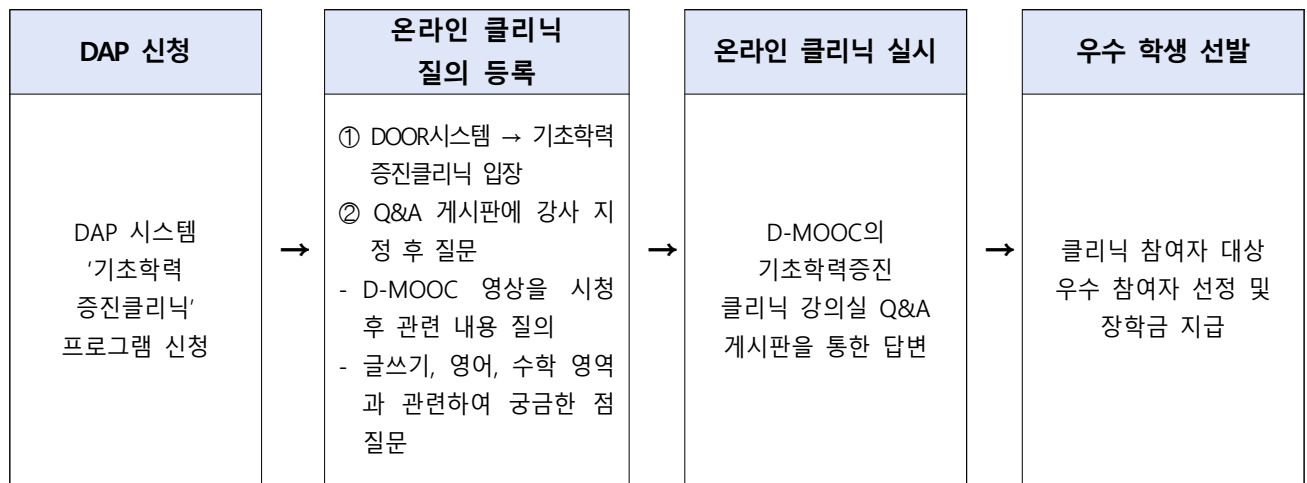 DAP 신청
DAP 시스템
'기초학력
증진클리닉'
프로그램 신청
→
온라인 클리닉
질의 등록
① DOOR시스템 → 기초학력
증진클리닉 입장
② Q&A 게시판에 강사 지
정 후 질문
- D-MOOC 영상을 시청
후 관련 내용 질의
- 글쓰기, 영어, 수학 영역
과 관련하여 궁금한 점
질문
→
온라인 클리닉 실시
D-MOOC의
기초학력증진
클리닉 강의실 Q&A
게시판을 통한 답변
→
우수 학생 선발
클리닉 참여자 대상
우수 참여자 선정 및
장학금 지급